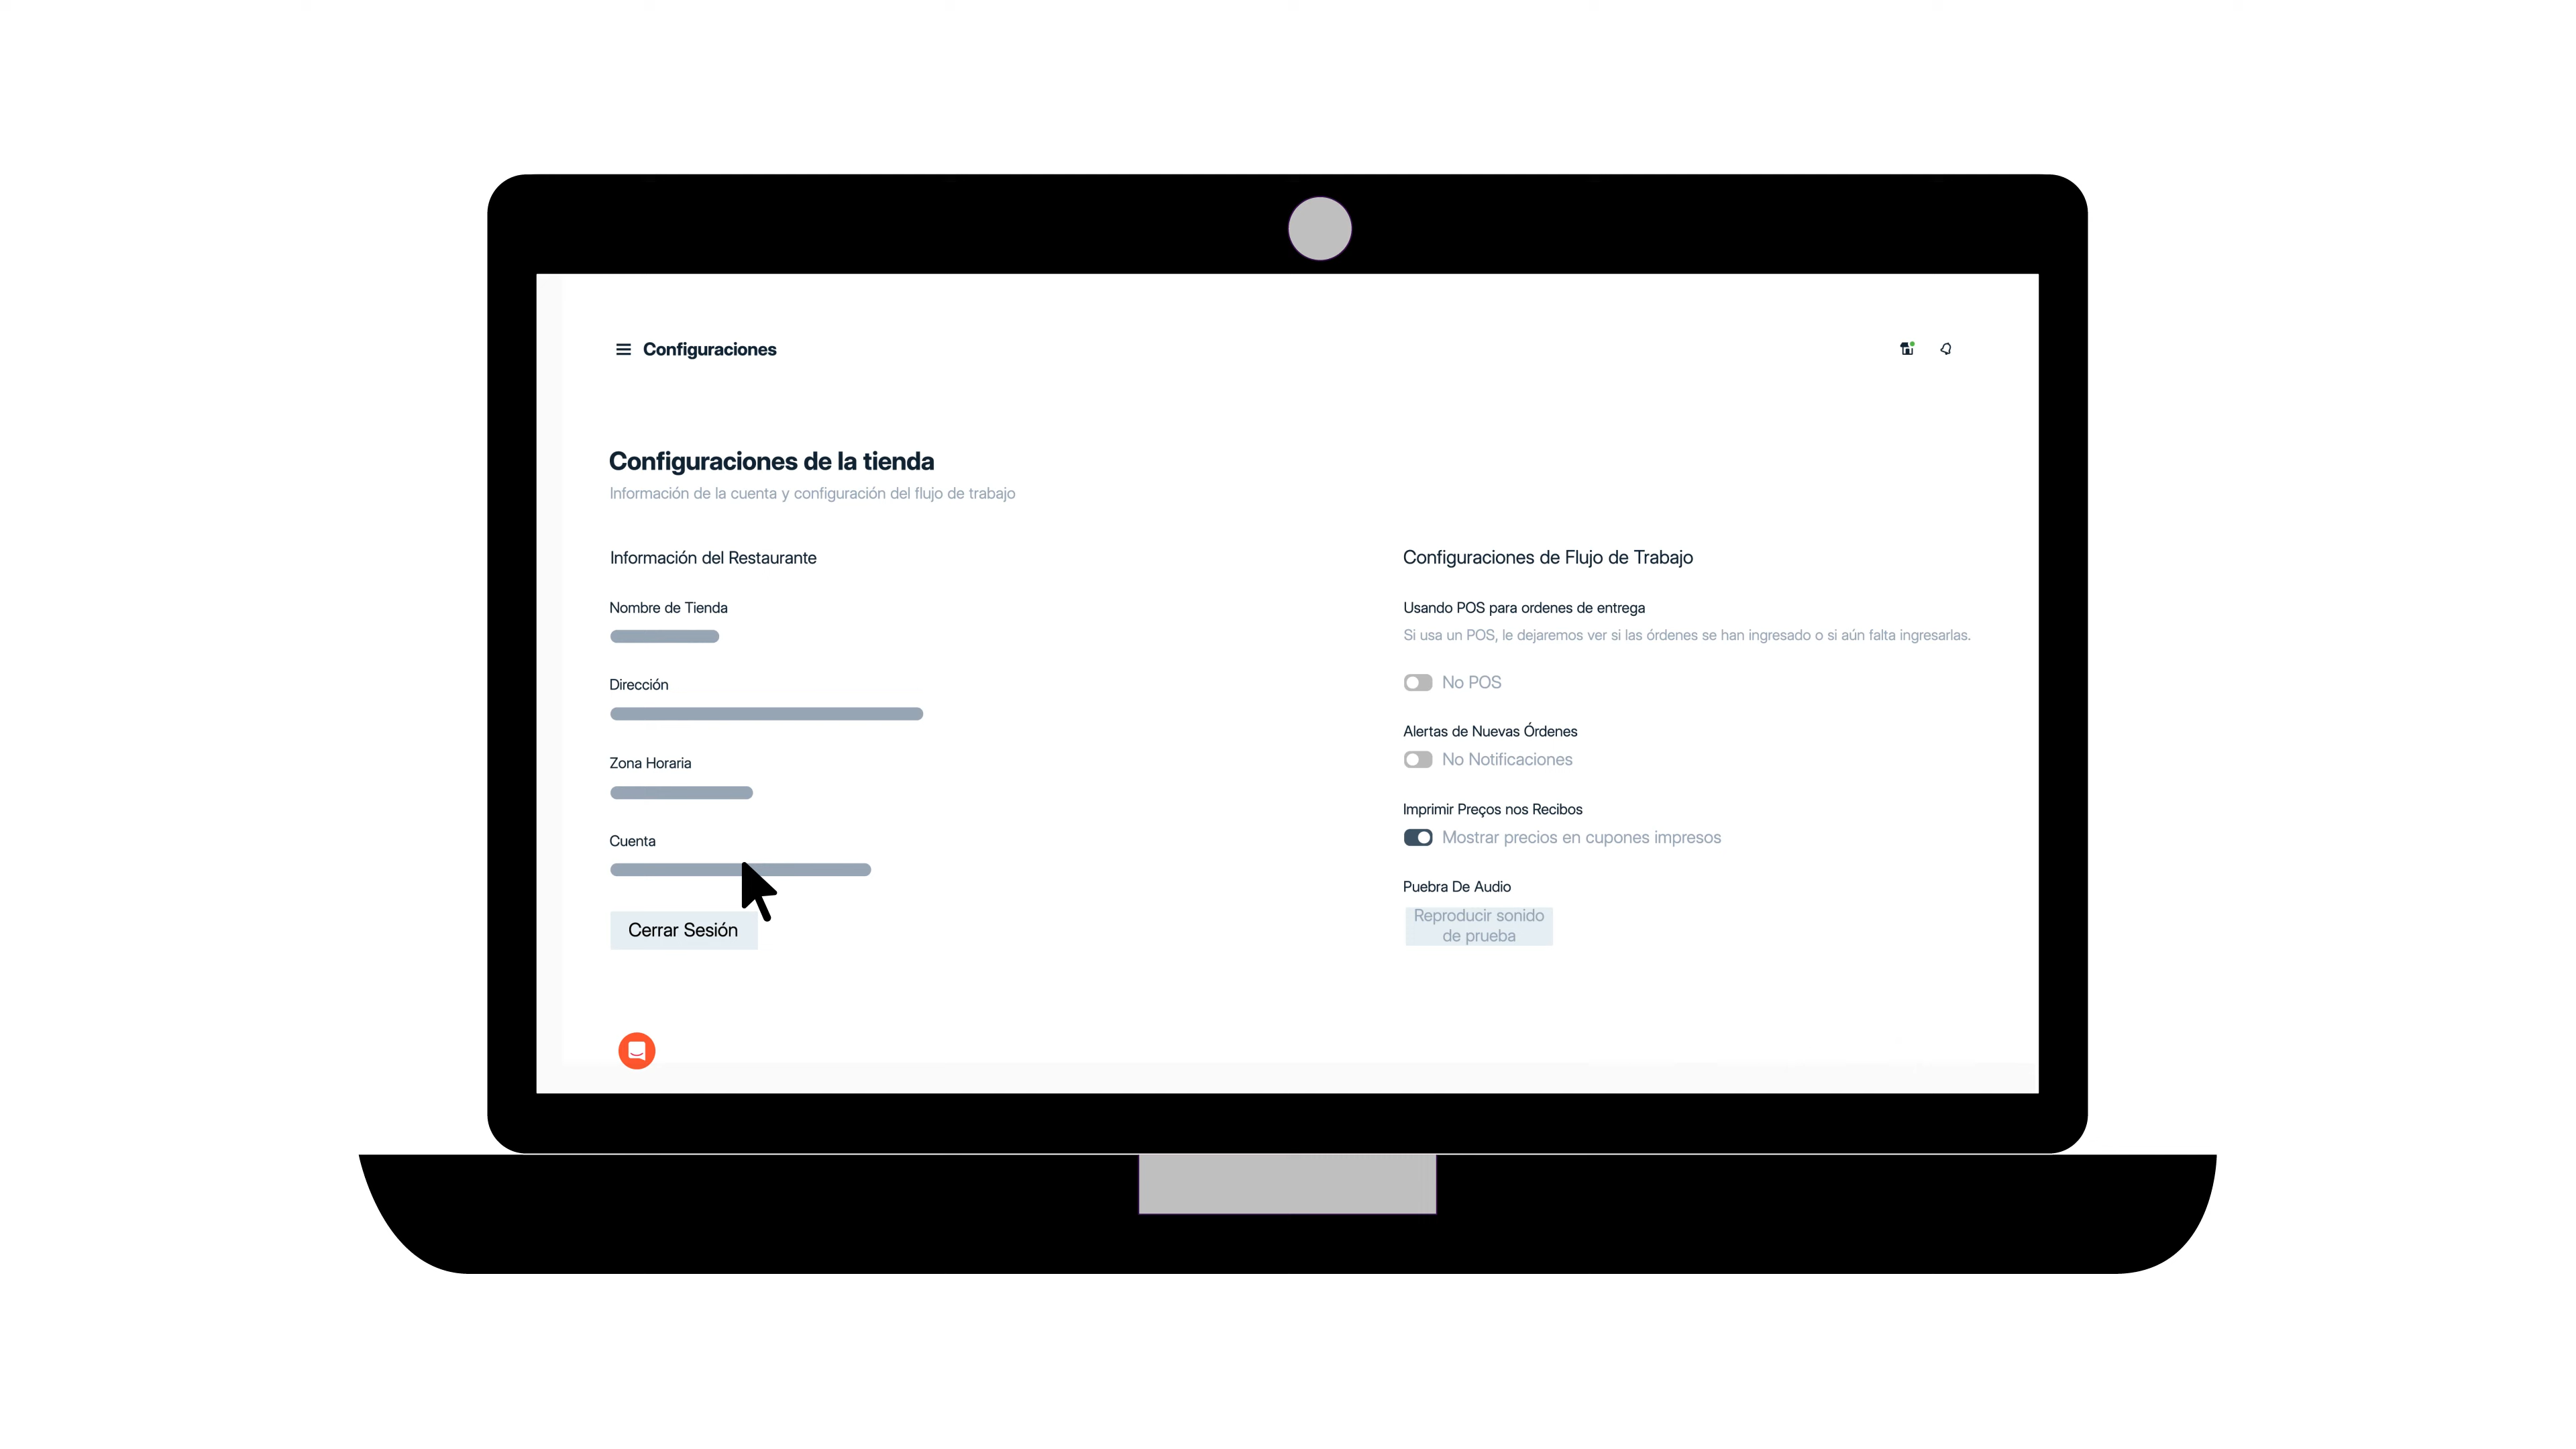 Configuraciones
Configuraciones de la tienda
Información de la cuenta y configuración del flujo de trabajo
Información del Restaurante
Nombre de Tienda
Dirección
Zona Horaria
Cuenta
Cerrar Sesión
Configuraciones de Flujo de Trabajo
Usando POS para ordenes de entrega
Si usa un POS, le dejaremos ver si las órdenes se han ingresado o si aún falta ingresarlas.
No POS
Alertas de Nuevas Órdenes
No Notificaciones
Imprimir Preços nos Recibos
Mostrar precios en cupones impresos
Puebra De Audio
Reproducir sonido
de prueba